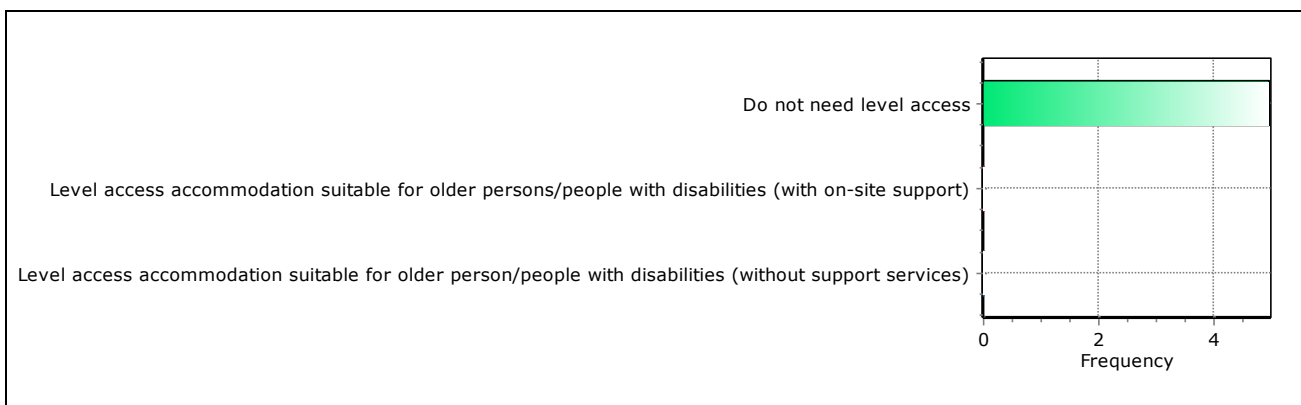 Do not need level access
Level access accommodation suitable for older persons/people with disabilities (with on-site support)
Level access accommodation suitable for older person/people with disabilities (without support services)
0 2 4
Frequency